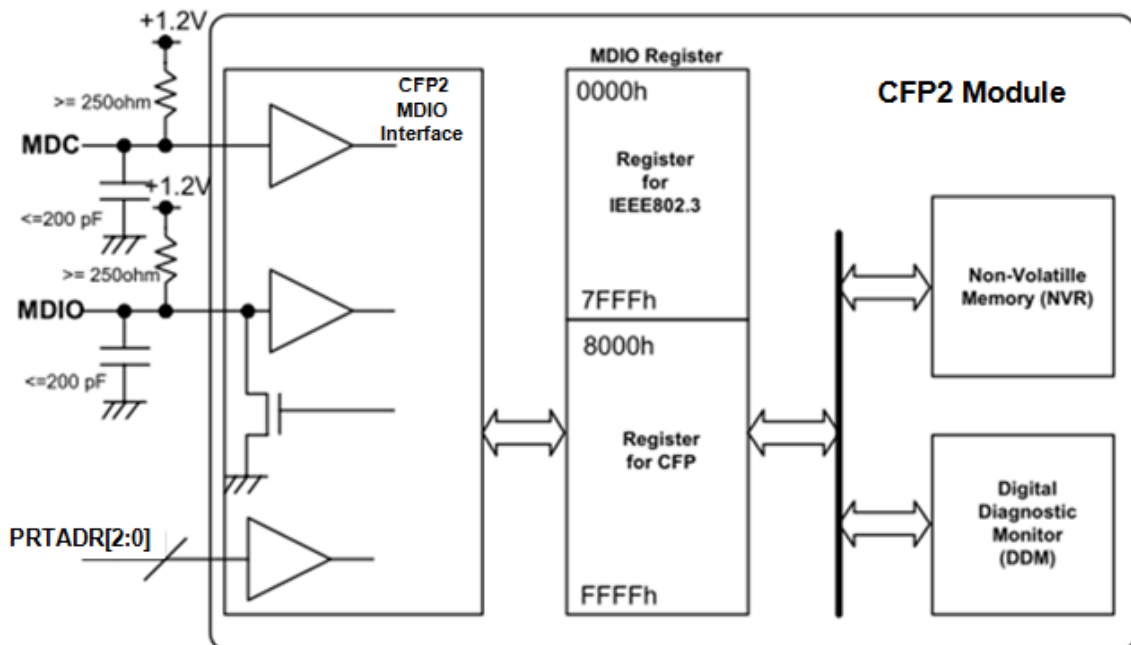 +1.2V
>= 250ohm
MDC
<=200 pF
+1.2V
>= 250ohm
MDIO
<=200 pF
PRTADR[2:0]
CFP2
MDIO
Interface
MDIO Register
0000h
Register
for
IEEE802.3
7FFFh
8000h
Register
for CFP
FFFFh
CFP2 Module
Non-Volatille
Memory (NVR)
Digital
Diagnostic
Monitor
(DDM)